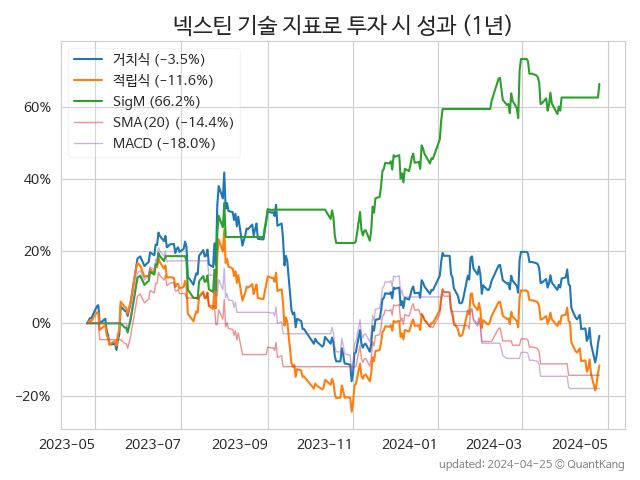 넥스틴 기술 지표로 투자 시 성과 (1년)
거치식 (−3.5%)
적립식 (−11.6%)
SigM (66.2%)
SMA(20) (−14.4%)
MACD (−18.0%)
60%
40%
20%
0%
−20%
2023-05 2023-07 2023-09 2023-11 2024-01 2024-03 2024-05
updated: 2024-04-25 © QuantKang